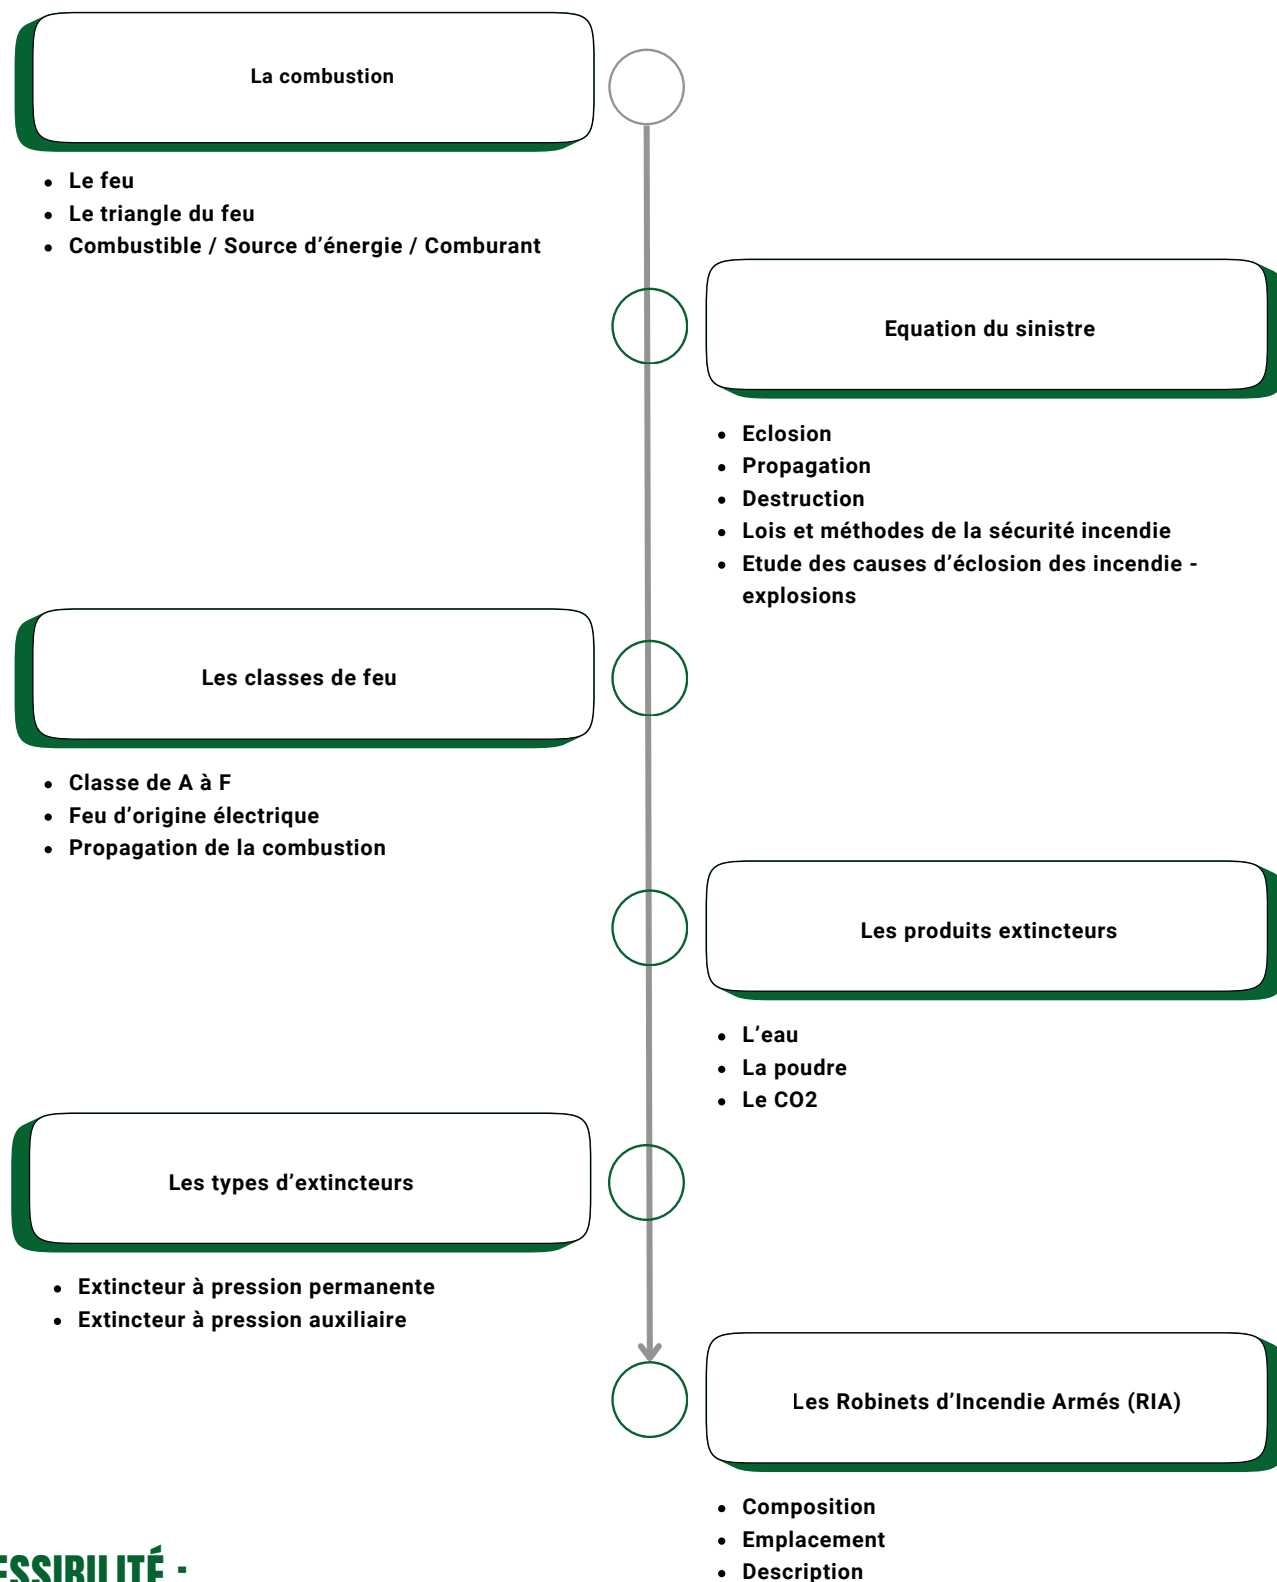 La combustion
Le feu
Le triangle du feu
Combustible / Source d’énergie / Comburant
Equation du sinistre
Eclosion
Propagation
Destruction
Lois et méthodes de la sécurité incendie
Etude des causes d’éclosion des incendie -
explosions
Les classes de feu
Classe de A à F
Feu d’origine électrique
Propagation de la combustion
Les produits extincteurs
L’eau
La poudre
Le CO2
Les types d’extincteurs
Extincteur à pression permanente
Extincteur à pression auxiliaire
Les Robinets d’Incendie Armés (RIA)
Composition
Emplacement
Description